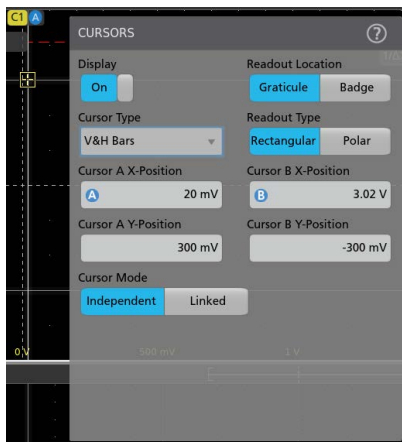 C1 A
CURSORS ?
Display Readout Location
On Graticule Badge
Cursor Type Readout Type
V&H Bars Rectangular Polar
Cursor A X-Position Cursor B X-Position
A 20 mV B 3.02 V
Cursor A Y-Position Cursor B Y-Position
300 mV -300 mV
Cursor Mode
Independent Linked
0 V 500 mV 1 V